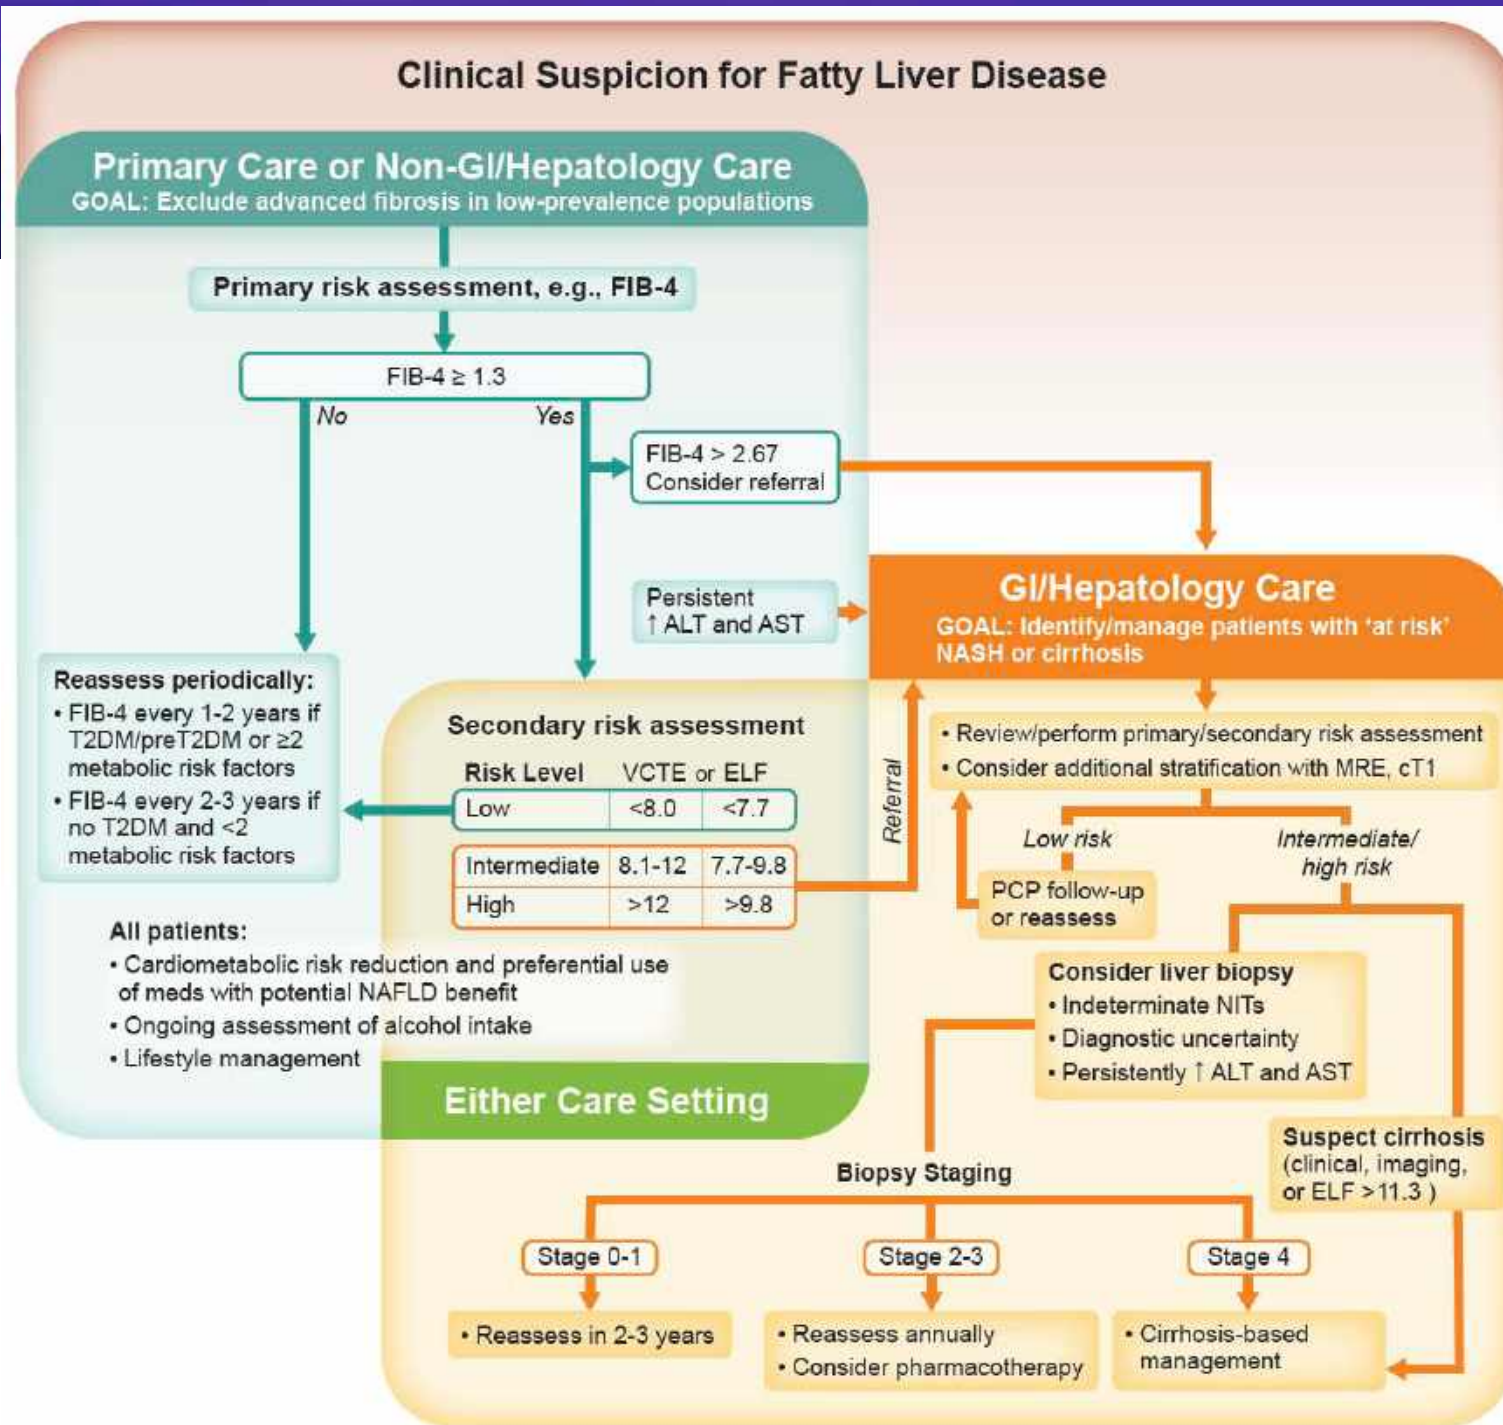 Clinical Suspicion for Fatty Liver Disease
Primary Care or Non-GI/Hepatology Care
GOAL: Exclude advanced fibrosis in low-prevalence populations
Primary risk assessment, e.g., FIB-4
FIB-4 ≥ 1.3
No
Yes
FIB-4 > 2.67
Consider referral
Persistent
↑ ALT and AST
GI/Hepatology Care
GOAL: Identify/manage patients with ‘at risk’
NASH or cirrhosis
Reassess periodically:
• FIB-4 every 1-2 years if
T2DM/preT2DM or ≥2
metabolic risk factors
• FIB-4 every 2-3 years if
no T2DM and <2
metabolic risk factors
Secondary risk assessment
Risk Level VCTE or ELF
Low <8.0 <7.7
Intermediate 8.1-12 7.7-9.8
High >12 >9.8
Referral
• Review/perform primary/secondary risk assessment
• Consider additional stratification with MRE, cT1
Low risk
Intermediate/
high risk
PCP follow-up
or reassess
All patients:
• Cardiometabolic risk reduction and preferential use
of meds with potential NAFLD benefit
• Ongoing assessment of alcohol intake
• Lifestyle management
Either Care Setting
Consider liver biopsy
• Indeterminate NITs
• Diagnostic uncertainty
• Persistently ↑ ALT and AST
Suspect cirrhosis
(clinical, imaging,
or ELF >11.3 )
Biopsy Staging
Stage 0-1
Stage 2-3
Stage 4
• Reassess in 2-3 years
• Reassess annually
• Consider pharmacotherapy
• Cirrhosis-based
management